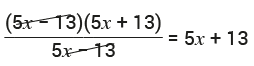 (5x – 13)(5x + 13)
5x – 13
= 5x + 13